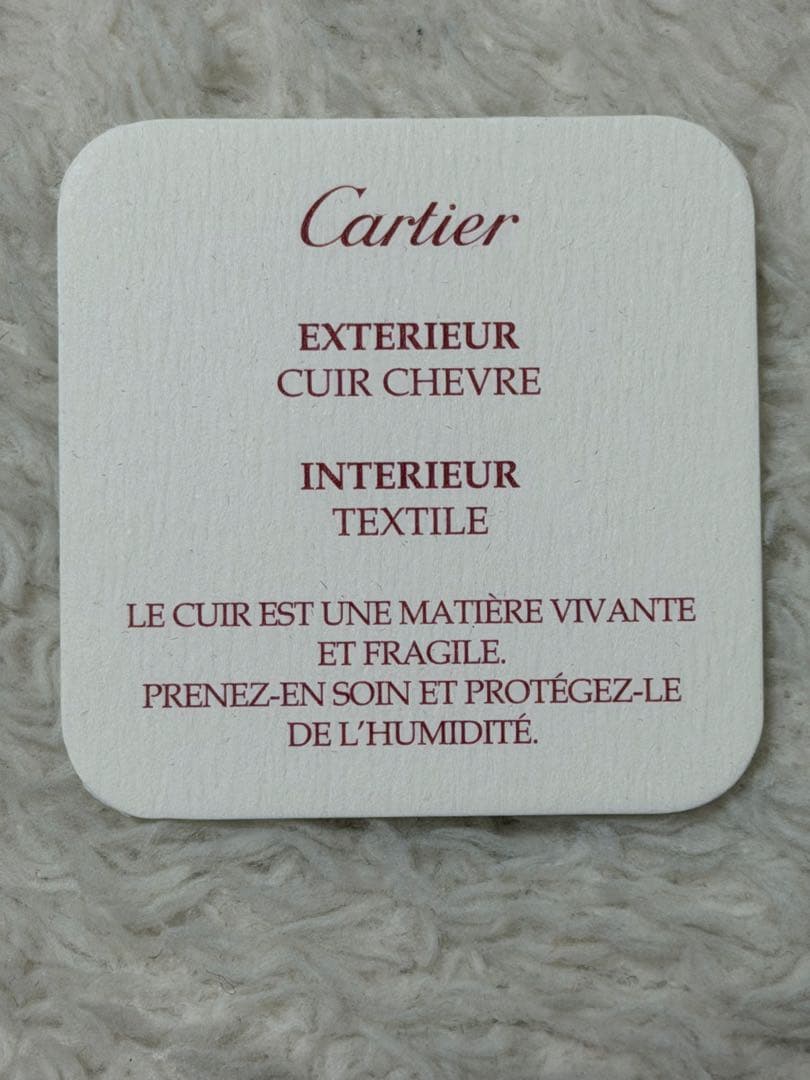 Cartier
EXTERIEUR
CUIR CHEVRE
INTERIEUR
TEXTILE
LE CUIR EST UNE MATIÈRE VIVANTE
ET FRAGILE.
PRENEZ-EN SOIN ET PROTÉGEZ-LE
DE L'HUMIDITÉ.